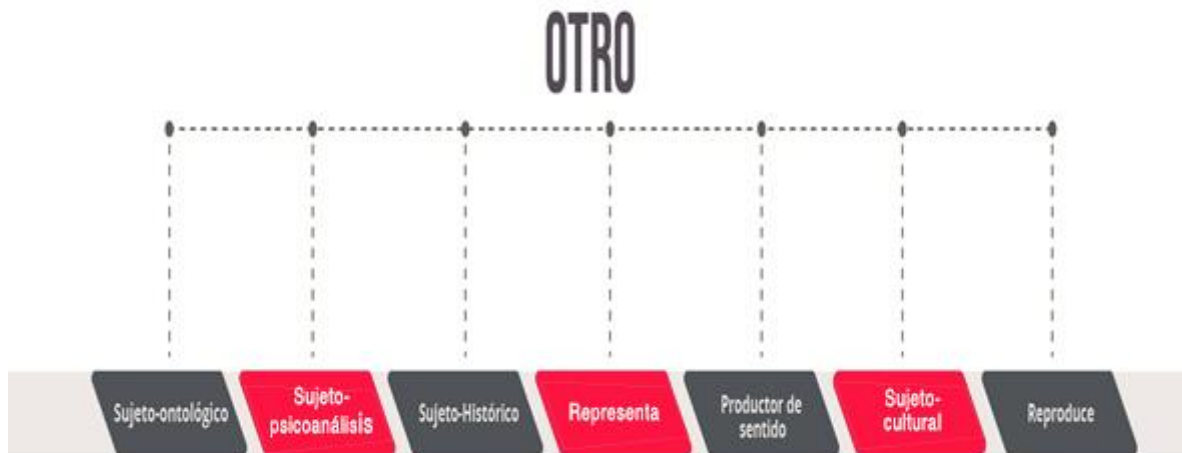 OTRO
Sujeto-ontológico
Sujeto-
psicoanálisis
Sujeto-Histórico
Representa
Productor de
sentido
Sujeto-
cultural
Reproduce